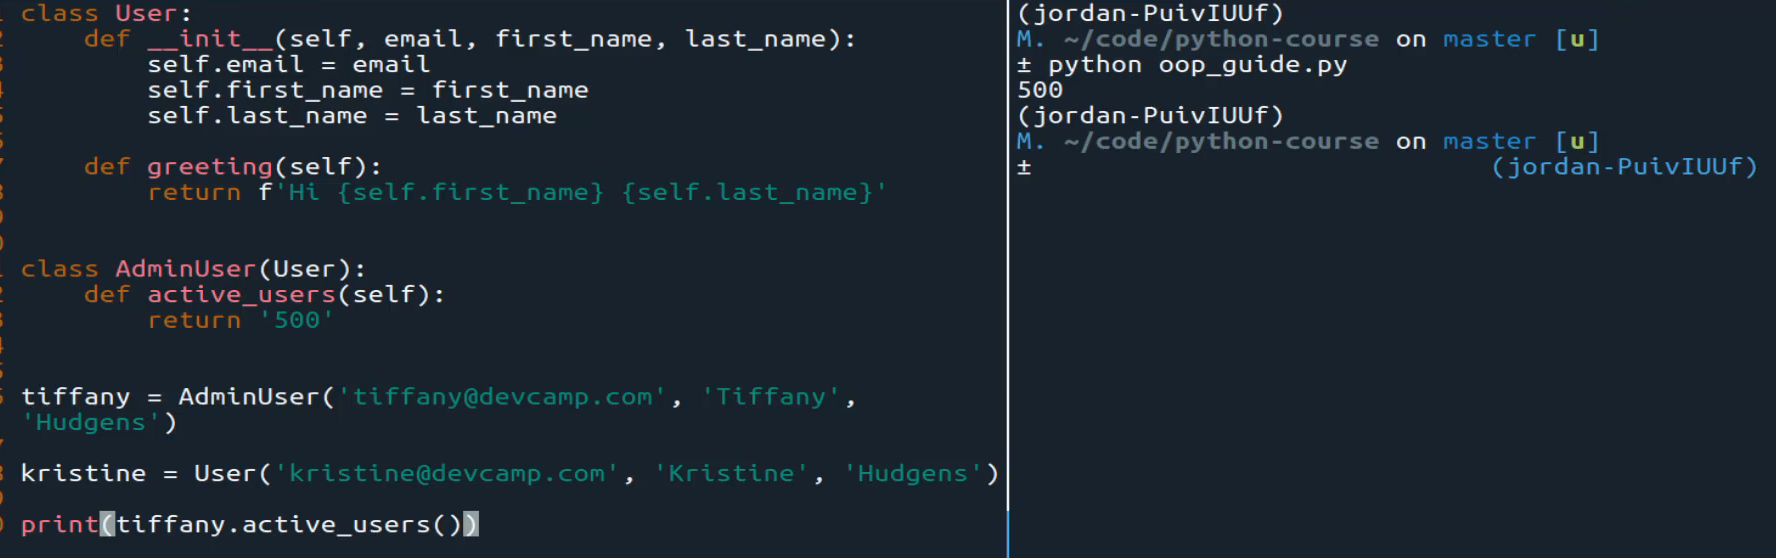 class User:
    def __init__(self, email, first_name, last_name):
        self.email = email
        self.first_name = first_name
        self.last_name = last_name
    def greeting(self):
        return f'Hi {self.first_name} {self.last_name}'
class AdminUser(User):
    def active_users(self):
        return '500'
tiffany = AdminUser('tiffany@devcamp.com', 'Tiffany',
'Hudgens')
kristine = User('kristine@devcamp.com', 'Kristine', 'Hudgens')
print(tiffany.active_users())
(jordan-PuivIUUf)
M. ~/code/python-course on master [u]
± python oop_guide.py
500
(jordan-PuivIUUf)
M. ~/code/python-course on master [u]
± (jordan-PuivIUUf)